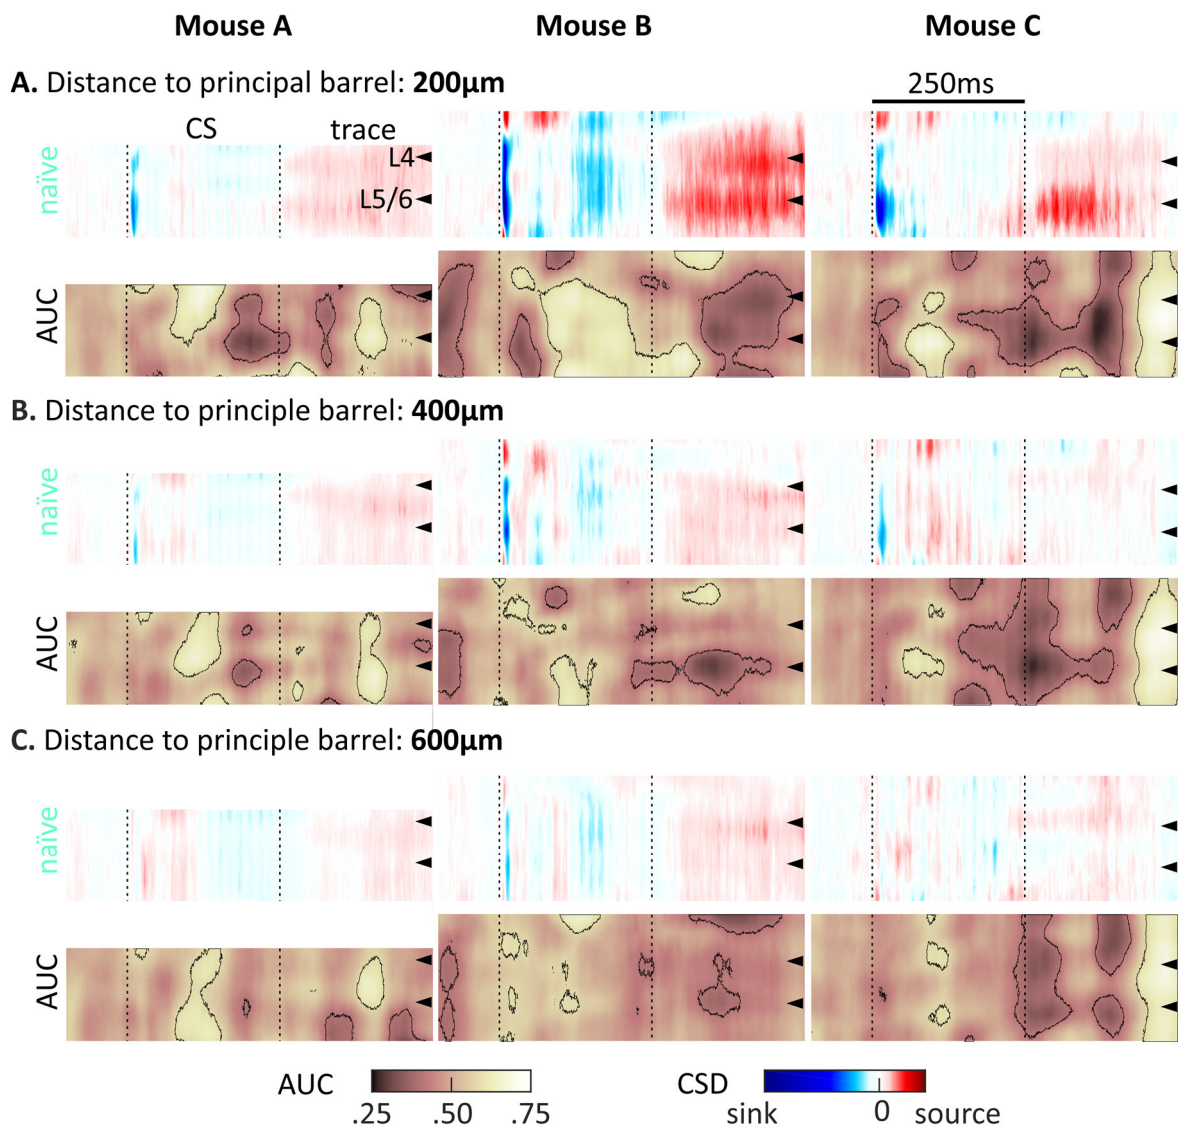 Mouse A Mouse B Mouse C
A. Distance to principal barrel: 200µm
250ms
CS trace
naïve
L4
L5/6
AUC
B. Distance to principle barrel: 400µm
naïve
AUC
C. Distance to principle barrel: 600µm
naïve
AUC
AUC
.25 .50 .75
CSD
sink 0 source